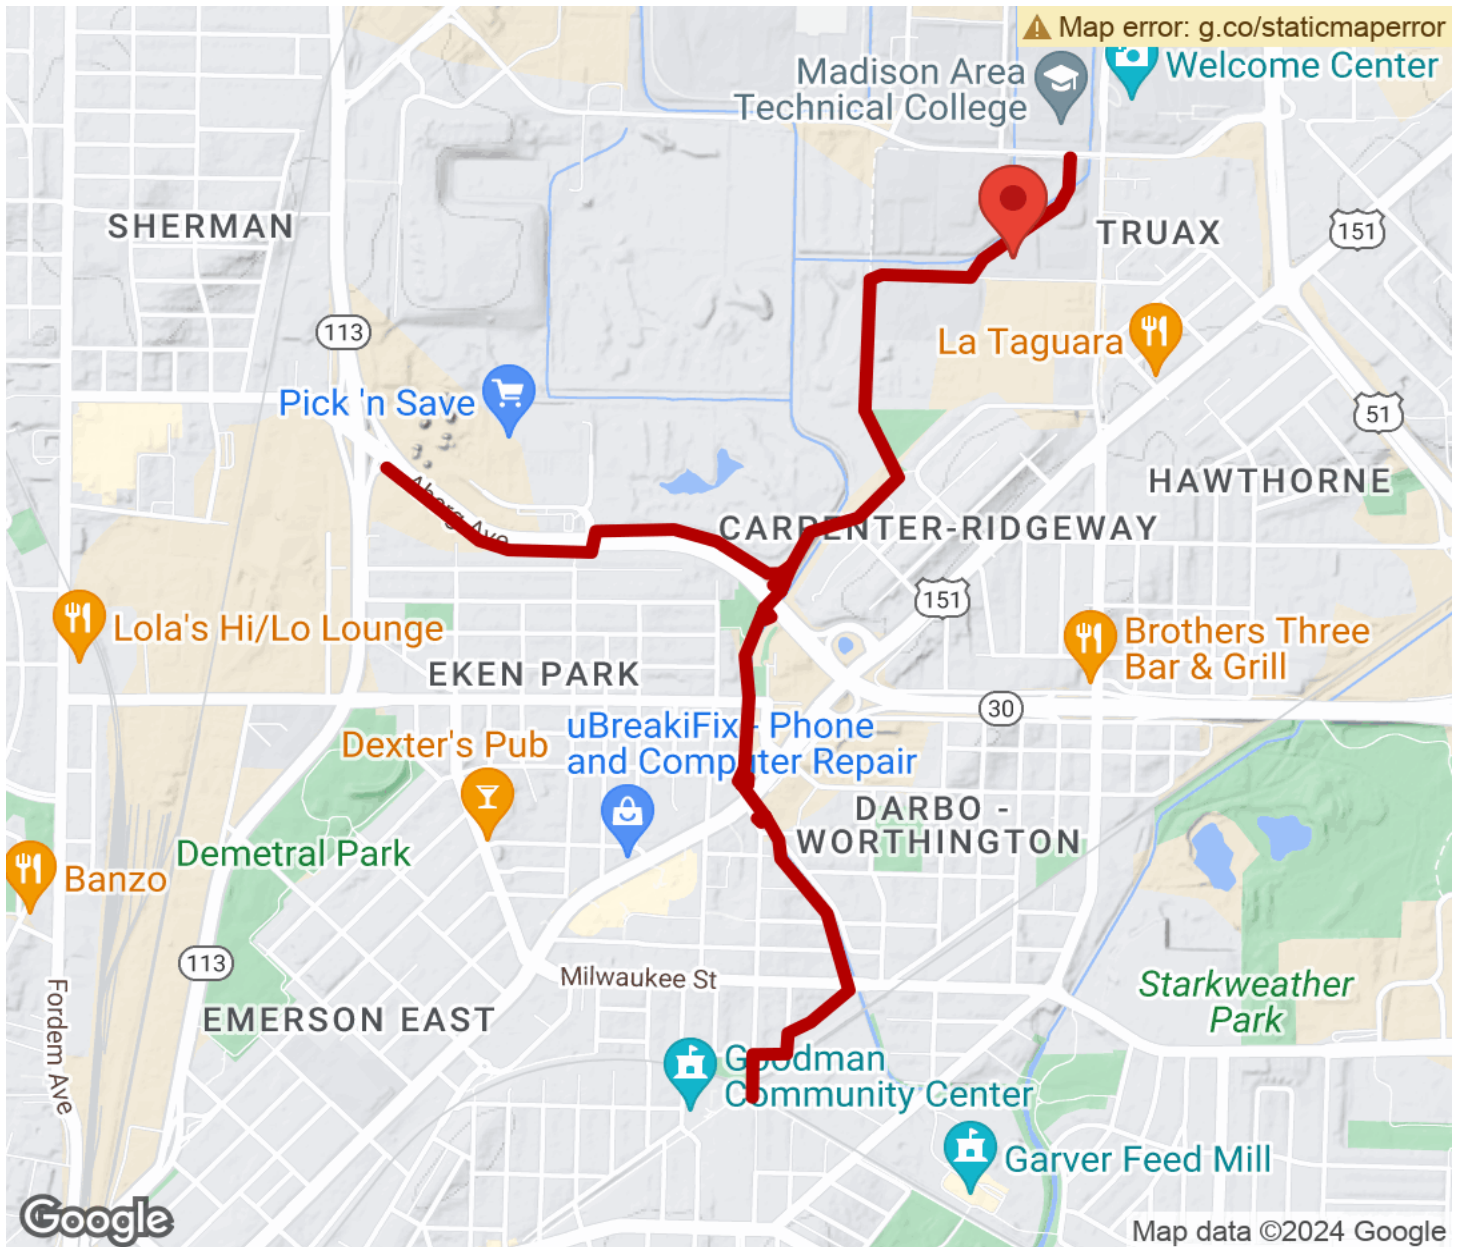 Map error: g.co/staticmaperror
Madison Area
Technical College
Welcome Center
SHERMAN
TRUAX
151
113
La Taguara
Pick 'n Save
51
HAWTHORNE
Aberg Ave
CARPENTER-RIDGEWAY
151
Lola's Hi/Lo Lounge
Brothers Three
Bar & Grill
EKEN PARK
30
uBreakiFix - Phone
and Computer Repair
Dexter's Pub
DARBO -
WORTHINGTON
Demetral Park
Banzo
113
Milwaukee St
Starkweather
Park
Fordem Ave
EMERSON EAST
Goodman
Community Center
Garver Feed Mill
Google
Map data ©2024 Google